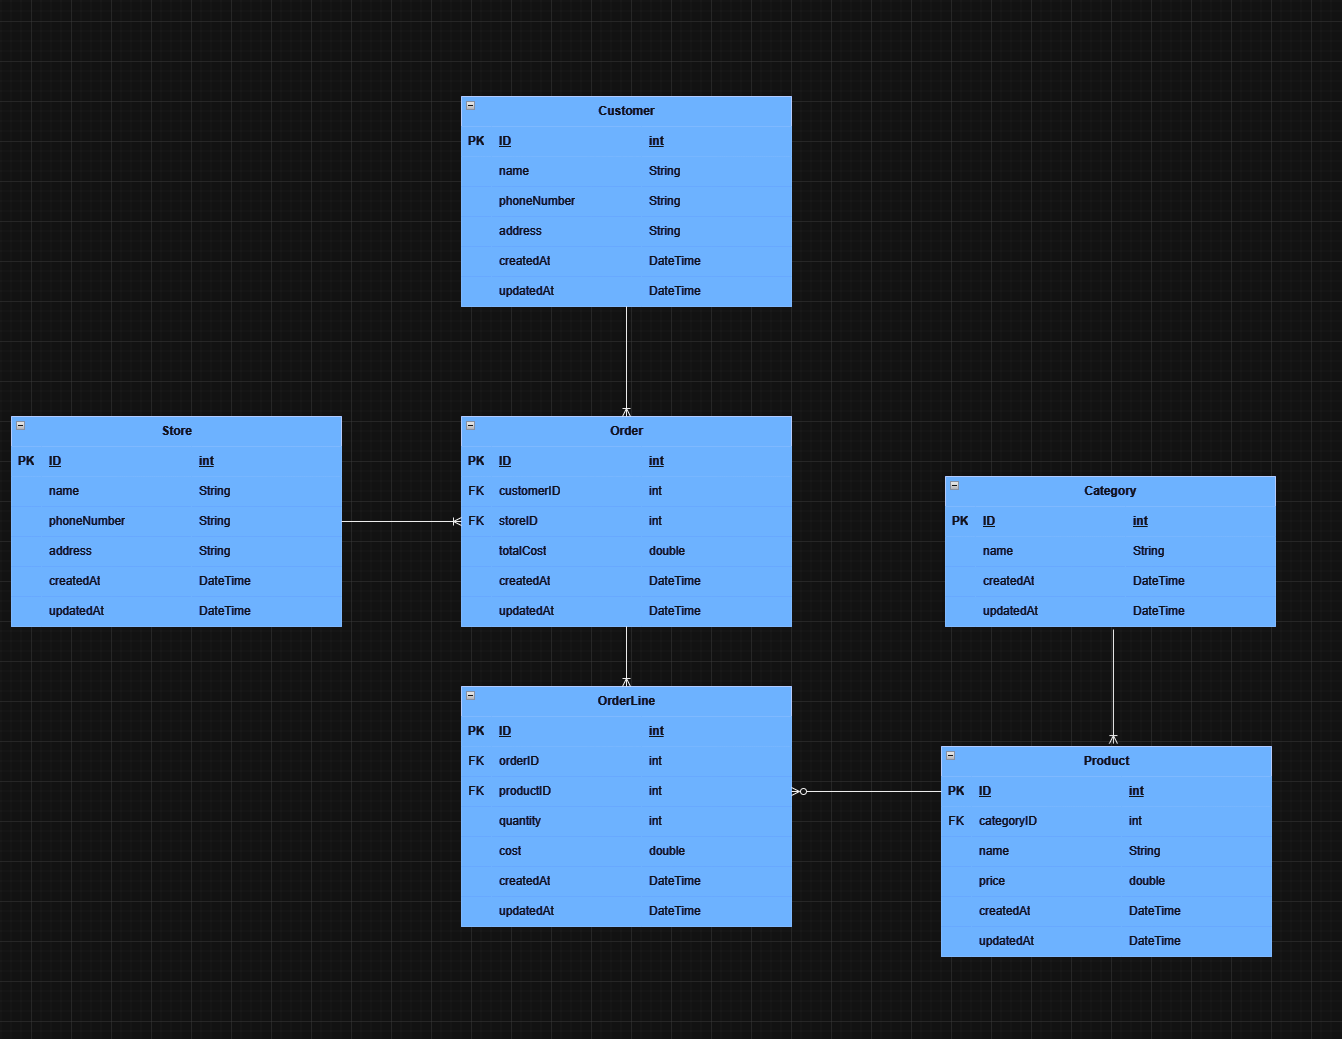 Customer
PK ID int
name String
phoneNumber String
address String
createdAt DateTime
updatedAt DateTime
Store
PK ID int
name String
phoneNumber String
address String
createdAt DateTime
updatedAt DateTime
Order
PK ID int
FK customerID int
FK storeID int
totalCost double
createdAt DateTime
updatedAt DateTime
Category
PK ID int
name String
createdAt DateTime
updatedAt DateTime
OrderLine
PK ID int
FK orderID int
FK productID int
quantity int
cost double
createdAt DateTime
updatedAt DateTime
Product
PK ID int
FK categoryID int
name String
price double
createdAt DateTime
updatedAt DateTime